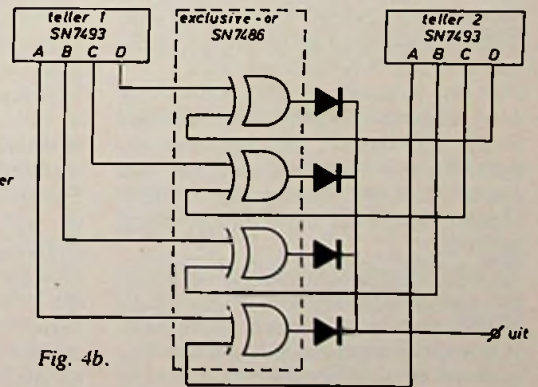 teller 1
SN7493
A B C D
exclusive-or
SN7486
teller 2
SN7493
A B C D
er
uit
Fig. 4b.